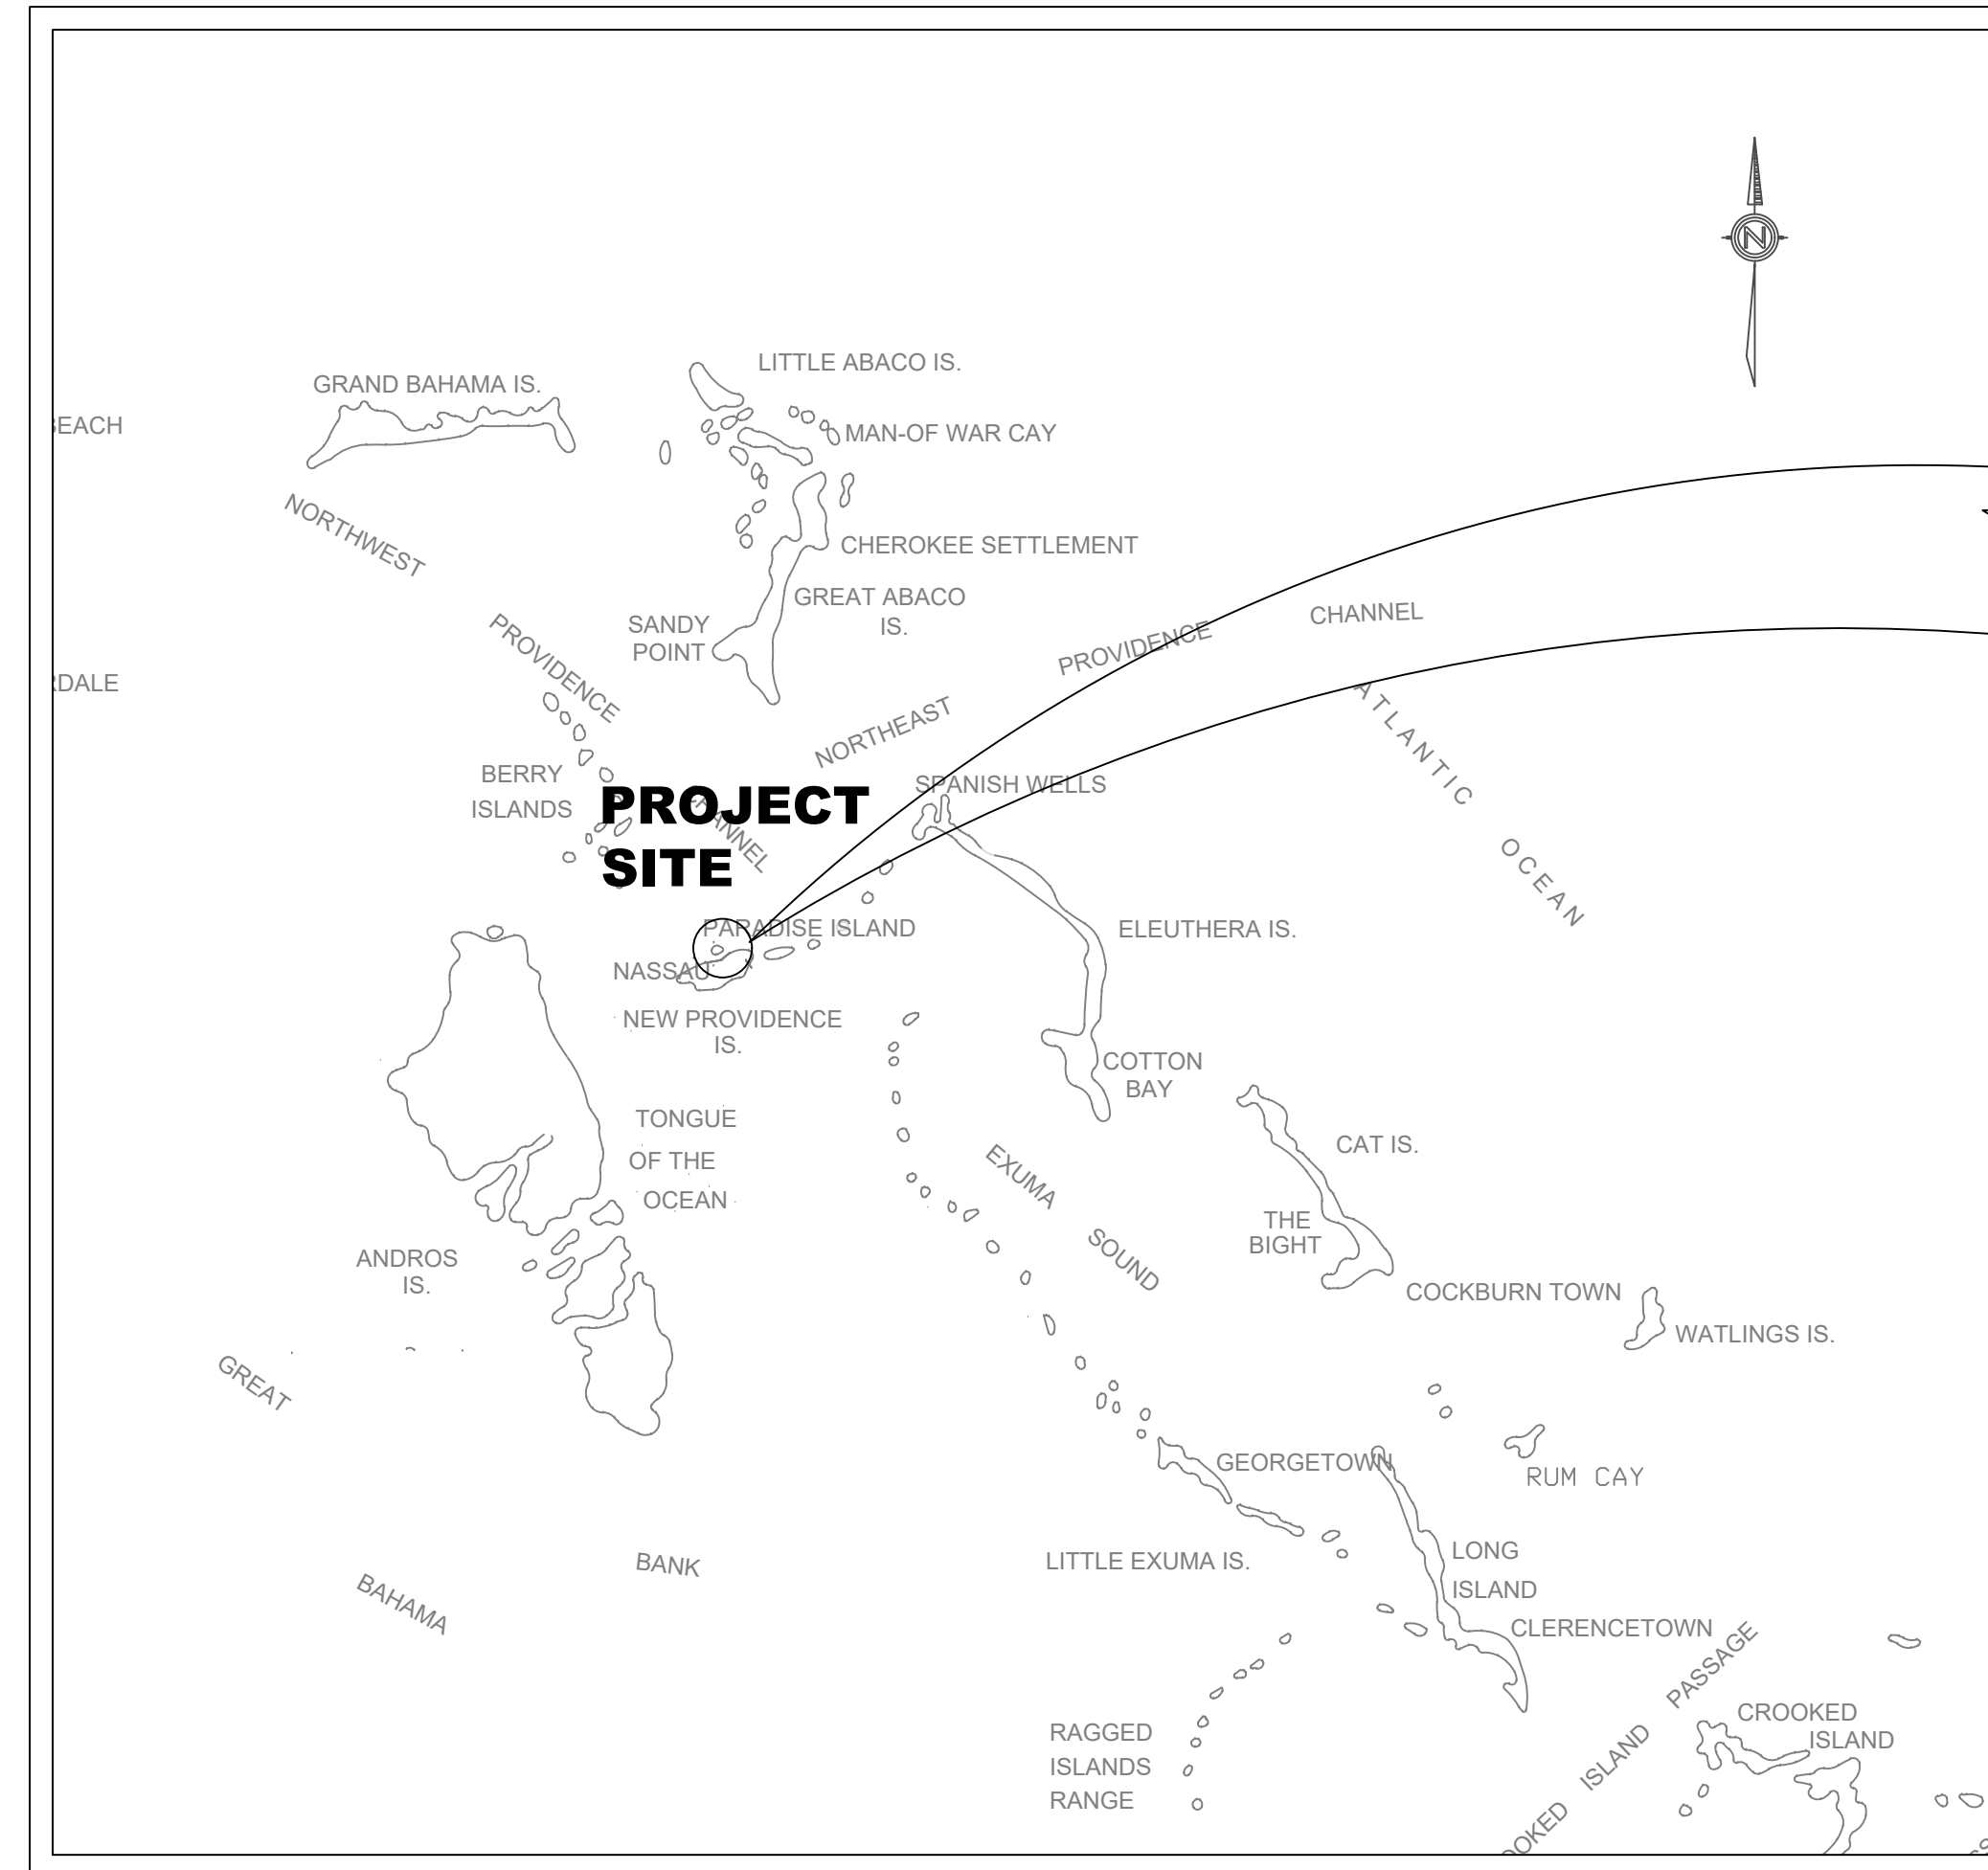 N
LITTLE ABACO IS.
GRAND BAHAMA IS.
EACH
MAN-OF WAR CAY
NORTHWEST
CHEROKEE SETTLEMENT
GREAT ABACO
IS.
SANDY
POINT
PROVIDENCE
CHANNEL
PROVIDENCE
NORTHEAST
CHANNEL
DALE
ATLANTIC
OCEAN
BERRY
ISLANDS
PROJECT
SITE
SPANISH WELLS
PARADISE ISLAND
ELEUTHERA IS.
NASSAU
NEW PROVIDENCE
IS.
COTTON
BAY
TONGUE
OF THE
OCEAN
EXUMA
SOUND
CAT IS.
THE
BIGHT
ANDROS
IS.
COCKBURN TOWN
WATLINGS IS.
GREAT
BAHAMA
BANK
GEORGETOWN
RUM CAY
LITTLE EXUMA IS.
LONG
ISLAND
CLERENCETOWN
OOKED
ISLAND
PASSAGE
CROOKED
ISLAND
RAGGED
ISLANDS
RANGE